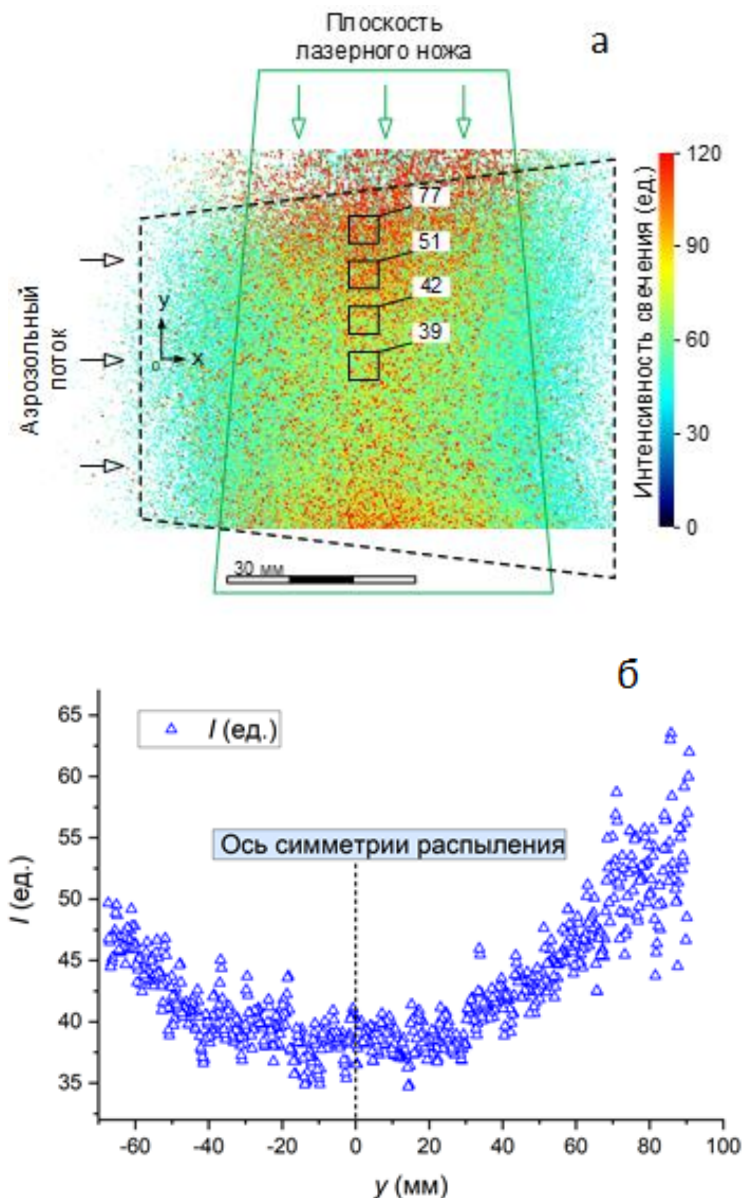 Плоскость
лазерного ножа
а
77
51
42
39
Аэрозольный
поток
y
o
x
30 мм
Интенсивность свечения (ед.)
120
90
60
30
0
б
I (ед.)
Ось симметрии распыления
I (ед.)
65
60
55
50
45
40
35
-60
-40
-20
0
20
40
60
80
100
y (мм)